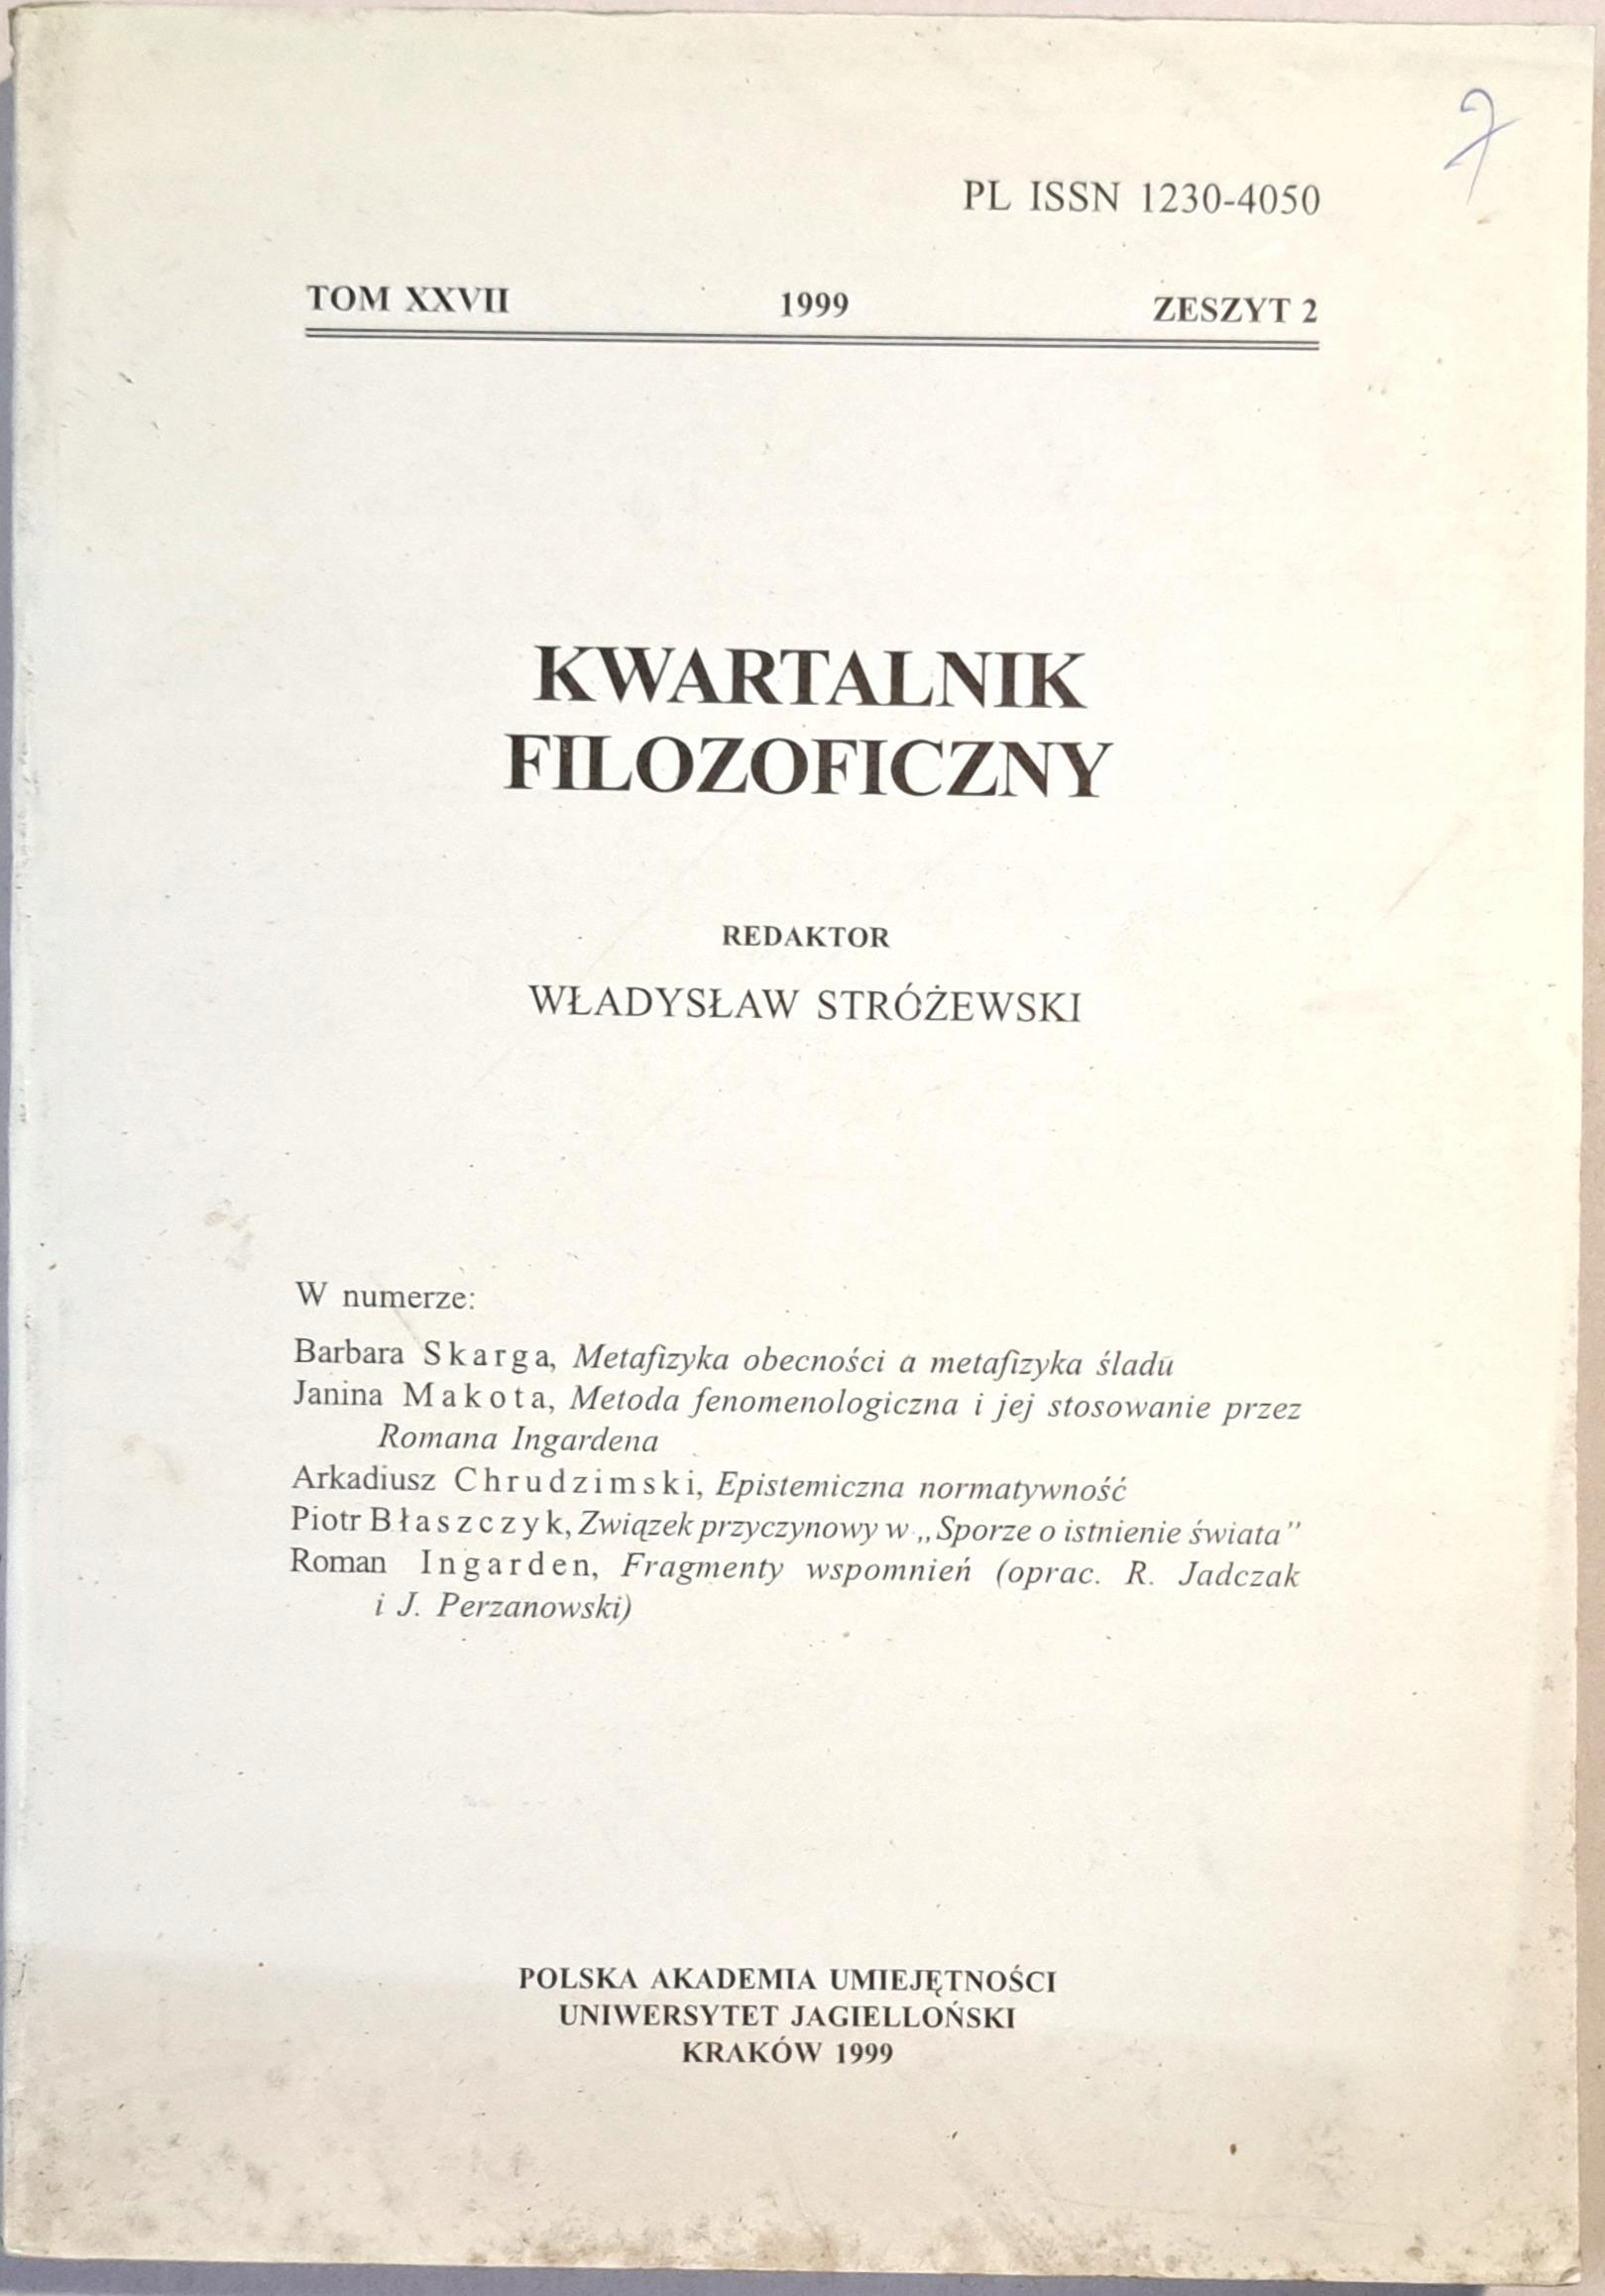 7
PL ISSN 1230-4050
TOM XXVII 1999 ZESZYT 2
KWARTALNIK
FILOZOFICZNY
REDAKTOR
WŁADYSŁAW STRÓŻEWSKI
W numerze:
Barbara Skarga, Metafizyka obecności a metafizyka śladu
Janina Makota, Metoda fenomenologiczna i jej stosowanie przez
Romana Ingardena
Arkadiusz Chrudzimski, Epistemiczna normatywność
Piotr Błaszczyk, Związek przyczynowy w „Sporze o istnienie świata”
Roman Ingarden, Fragmenty wspomnień (oprac. R. Jadczak
i J. Perzanowski)
POLSKA AKADEMIA UMIEJĘTNOŚCI
UNIWERSYTET JAGIELLOŃSKI
KRAKÓW 1999